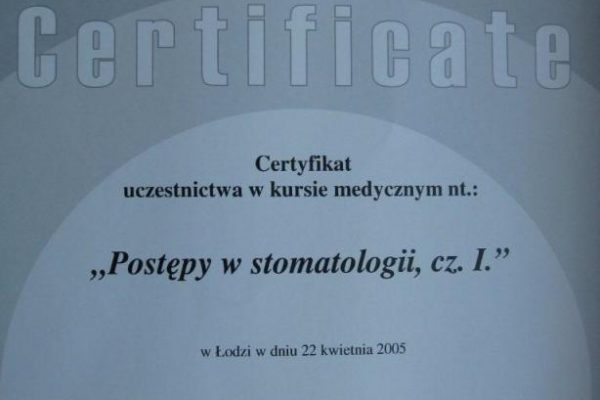 Certificate
Certyfikat
uczestnictwa w kursie medycznym nt.:
„Postępy w stomatologii, cz. I.”
w Łodzi w dniu 22 kwietnia 2005